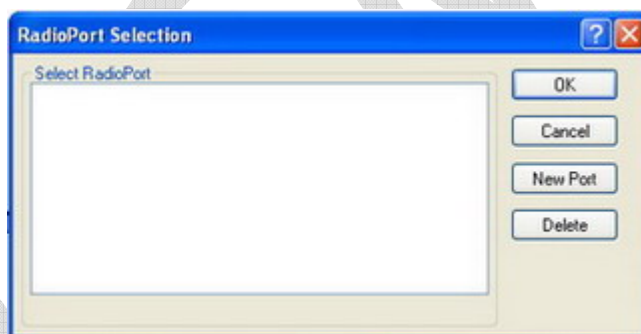 RadioPort Selection
Select RadioPort
OK
Cancel
New Port
Delete